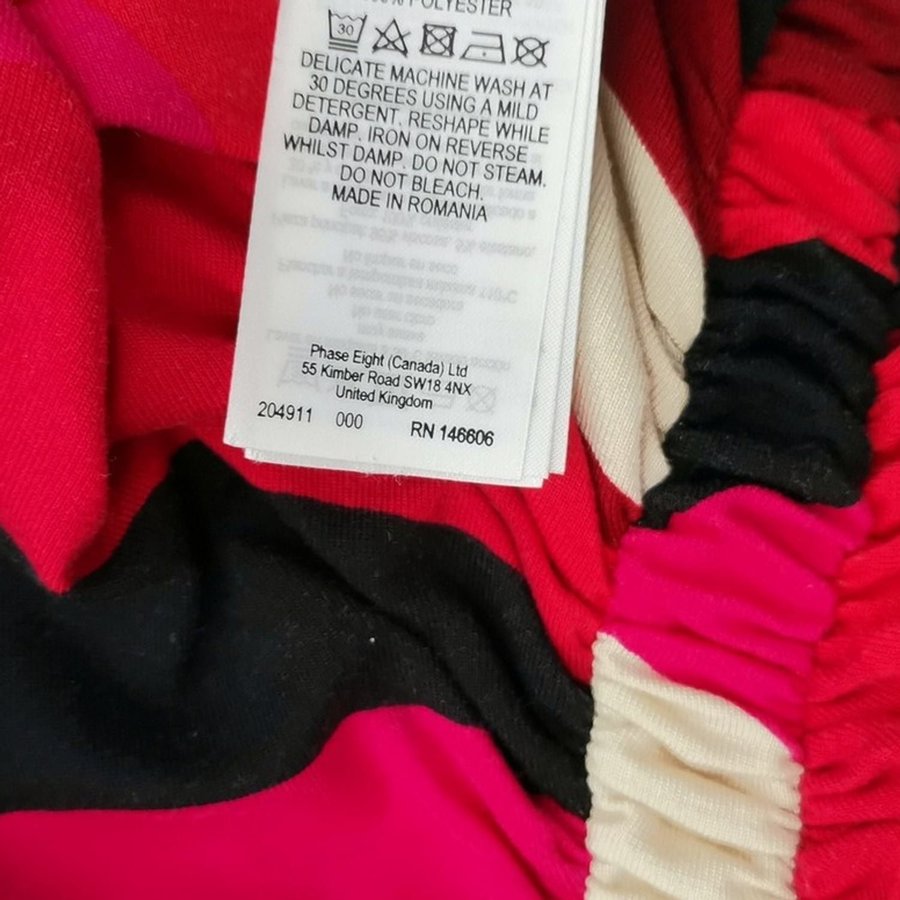 POLYESTER
30
DELICATE MACHINE WASH AT
30 DEGREES USING A MILD
DETERGENT. RESHAPE WHILE
DAMP. IRON ON REVERSE
WHILST DAMP. DO NOT STEAM.
DO NOT BLEACH.
MADE IN ROMANIA
Phase Eight (Canada) Ltd
55 Kimber Road SW18 4NX
United Kingdom
204911 000 RN 146606